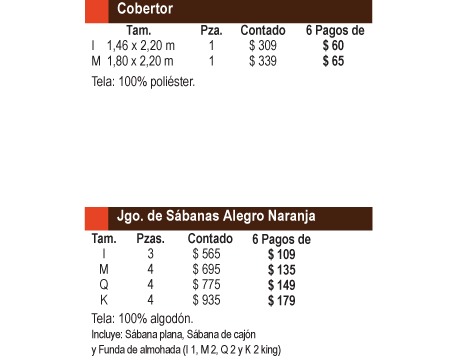 Cobertor
Tam. Pza. Contado 6 Pagos de
I 1,46 x 2,20 m 1 $ 309 $ 60
M 1,80 x 2,20 m 1 $ 339 $ 65
Tela: 100% poliéster.
Jgo. de Sábanas Alegro Naranja
Tam. Pzas. Contado 6 Pagos de
I 3 $ 565 $ 109
M 4 $ 695 $ 135
Q 4 $ 775 $ 149
K 4 $ 935 $ 179
Tela: 100% algodón.
Incluye: Sábana plana, Sábana de cajón
y Funda de almohada (I 1, M 2, Q 2 y K 2 king)